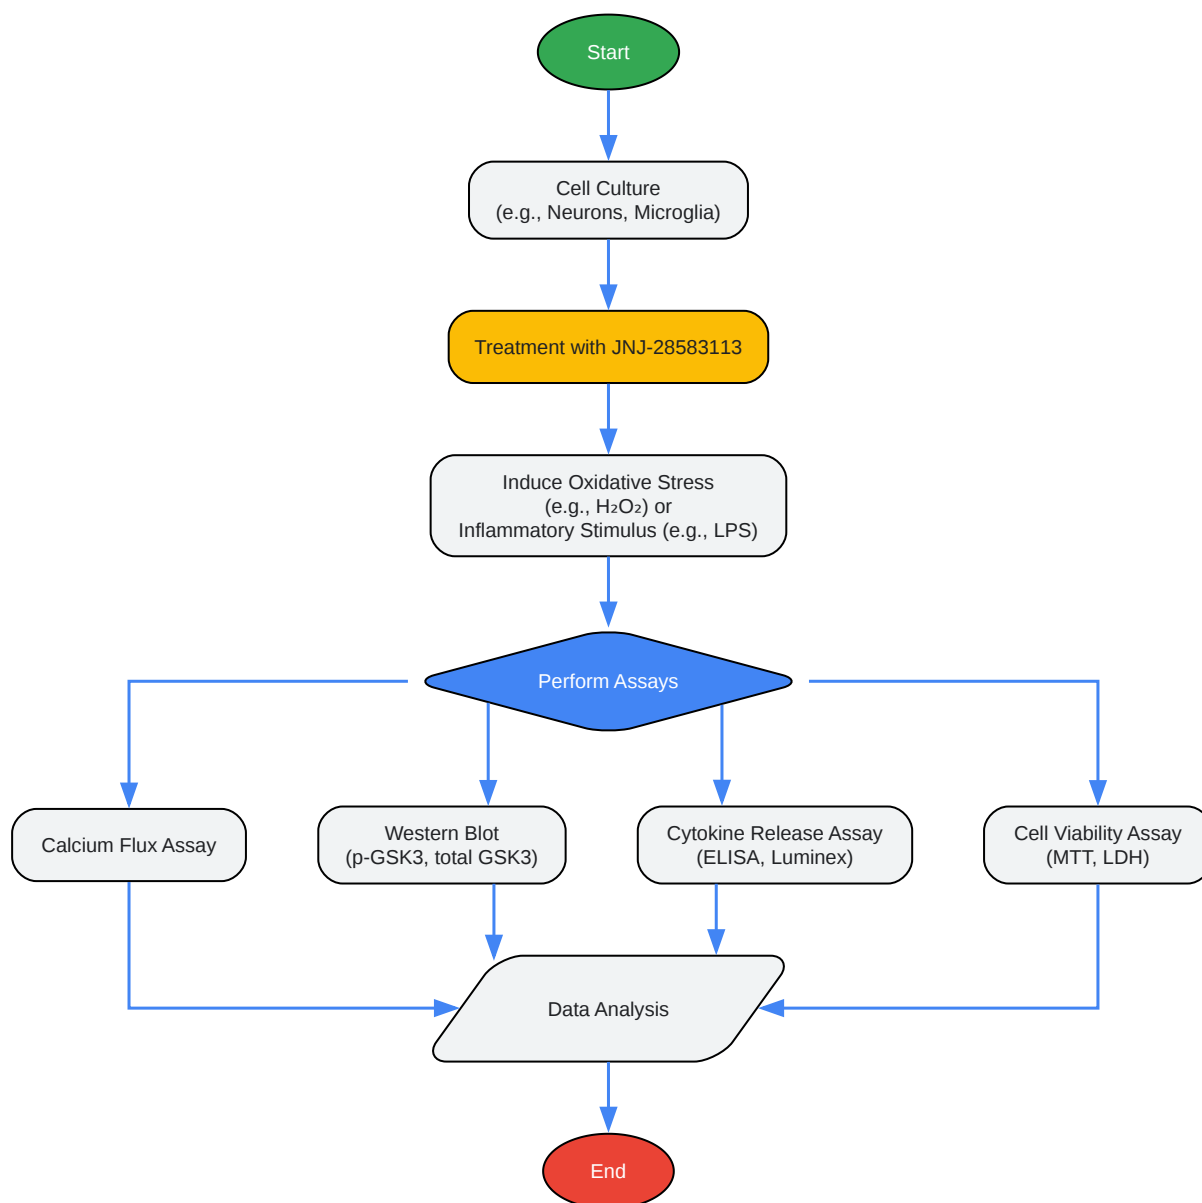 Start
Cell Culture
(e.g., Neurons, Microglia)
Treatment with JNJ-28583113
Induce Oxidative Stress
(e.g., H₂O₂) or
Inflammatory Stimulus (e.g., LPS)
Perform Assays
Calcium Flux Assay
Western Blot
(p-GSK3, total GSK3)
Cytokine Release Assay
(ELISA, Luminex)
Cell Viability Assay
(MTT, LDH)
Data Analysis
End